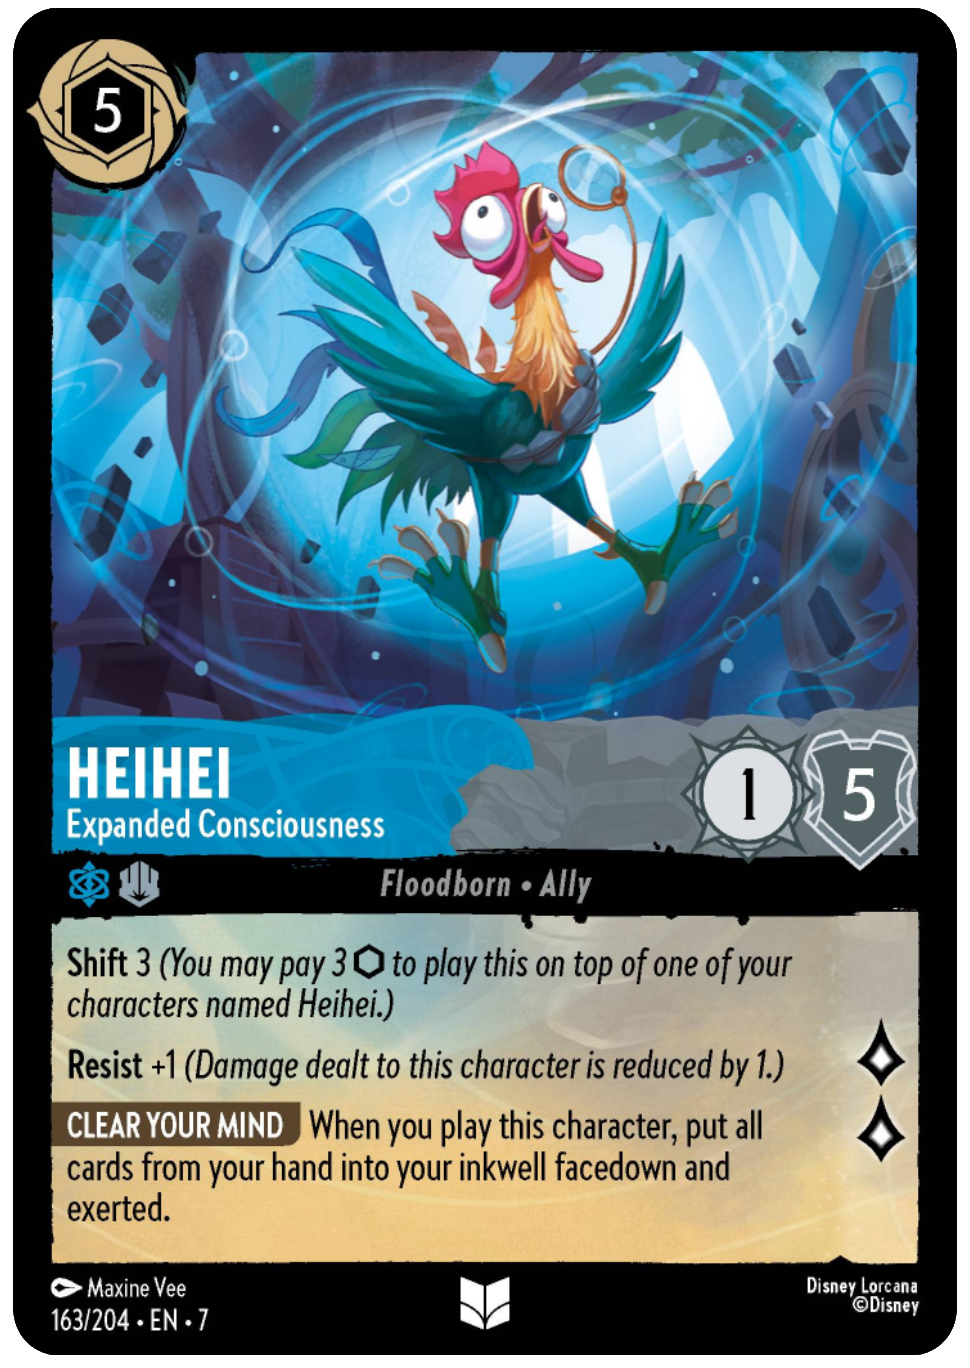 5
HEIHEI
Expanded Consciousness
1
5
Floodborn • Ally
Shift 3 (You may pay 3 ⬡ to play this on top of one of your
characters named Heihei.)
Resist +1 (Damage dealt to this character is reduced by 1.)
CLEAR YOUR MIND When you play this character, put all
cards from your hand into your inkwell facedown and
exerted.
Maxine Vee
163/204 • EN • 7
Disney Lorcana
©Disney